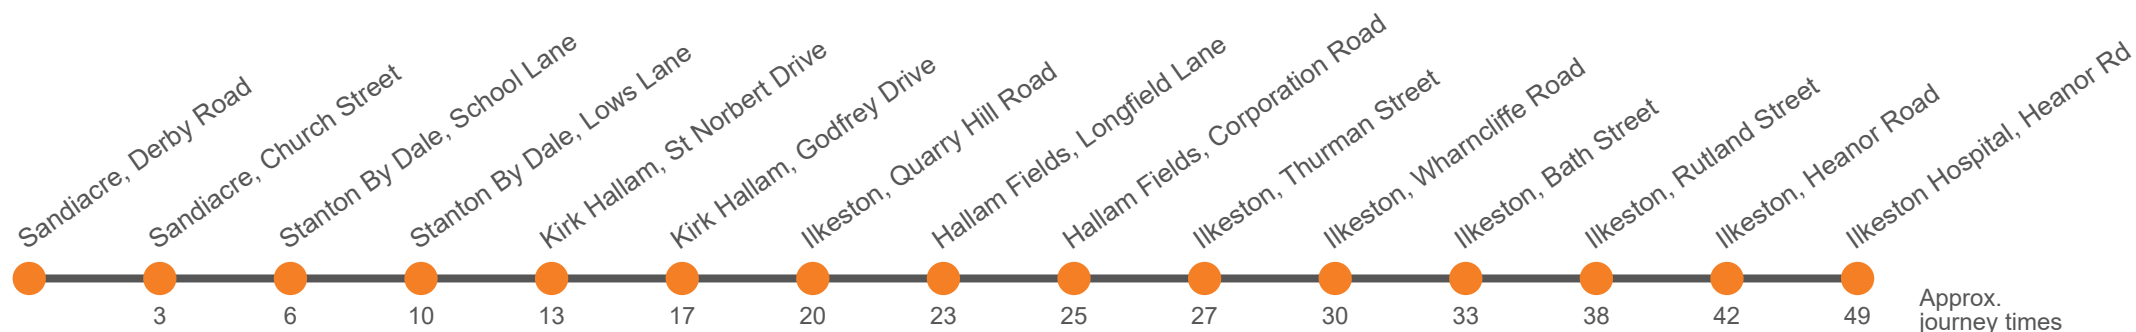 Sandiacre, Derby Road
Sandiacre, Church Street
Stanton By Dale, School Lane
Stanton By Dale, Lows Lane
Kirk Hallam, St Norbert Drive
Kirk Hallam, Godfrey Drive
Ilkeston, Quarry Hill Road
Hallam Fields, Longfield Lane
Hallam Fields, Corporation Road
Ilkeston, Thurman Street
Ilkeston, Wharncliffe Road
Ilkeston, Bath Street
Ilkeston, Rutland Street
Ilkeston, Heanor Road
Ilkeston Hospital, Heanor Rd
3 6 10 13 17 20 23 25 27 30 33 38 42 49
Approx.
journey times